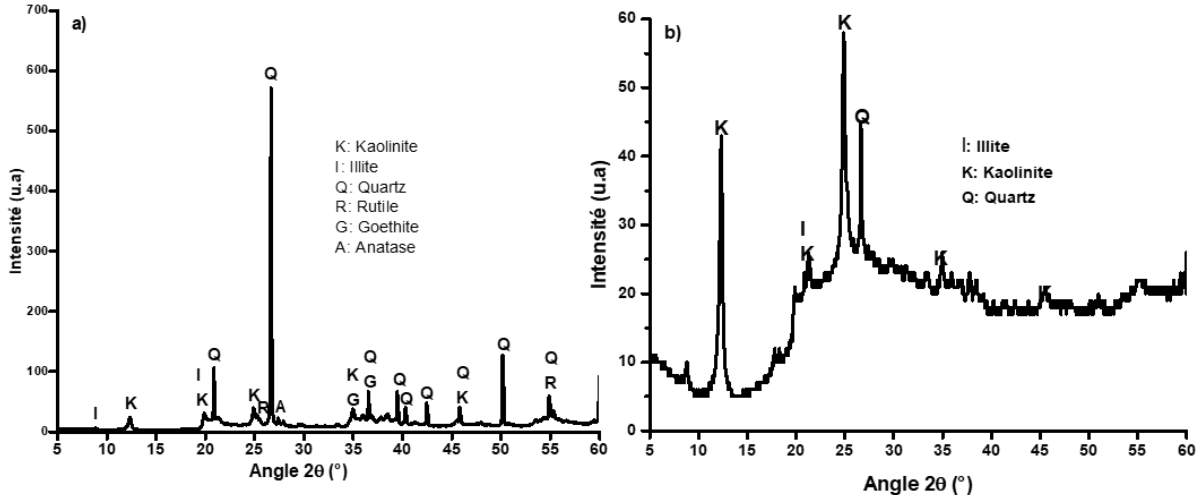 a)
Intensité (u.a)
700
600
500
400
300
200
100
0
K: Kaolinite
I: Illite
Q: Quartz
R: Rutile
G: Goethite
A: Anatase
I
K
I
K
Q
K
R
Q
A
K
G
Q
G
Q
Q
Q
Q
K
Q
Q
R
5 10 15 20 25 30 35 40 45 50 55 60
Angle 2θ (°)
b)
Intensité (u.a)
60
50
40
30
20
10
0
I: Illite
K: Kaolinite
Q: Quartz
K
I
K
K
Q
K
K
5 10 15 20 25 30 35 40 45 50 55 60
Angle 2θ (°)